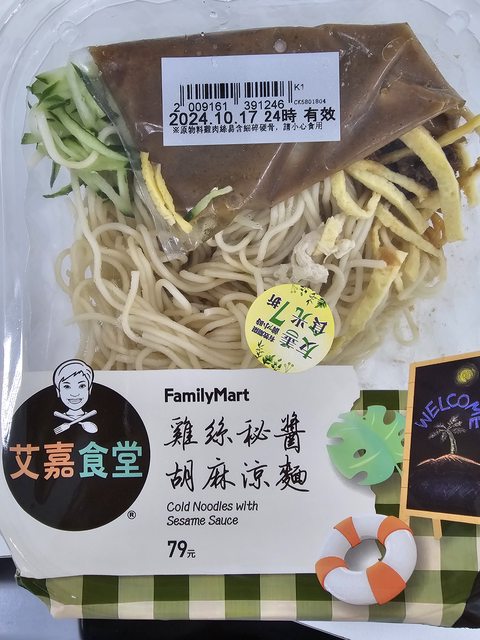 K1
2 009161 391246
CK5801804
2024.10.17 24時 有效
※原物料雞肉絲易含細碎硬骨，請小心食用
友善食光
7折
艾嘉食堂
®
FamilyMart
雞絲秘醬
胡麻涼麵
Cold Noodles with
Sesame Sauce
79元
WELCOME